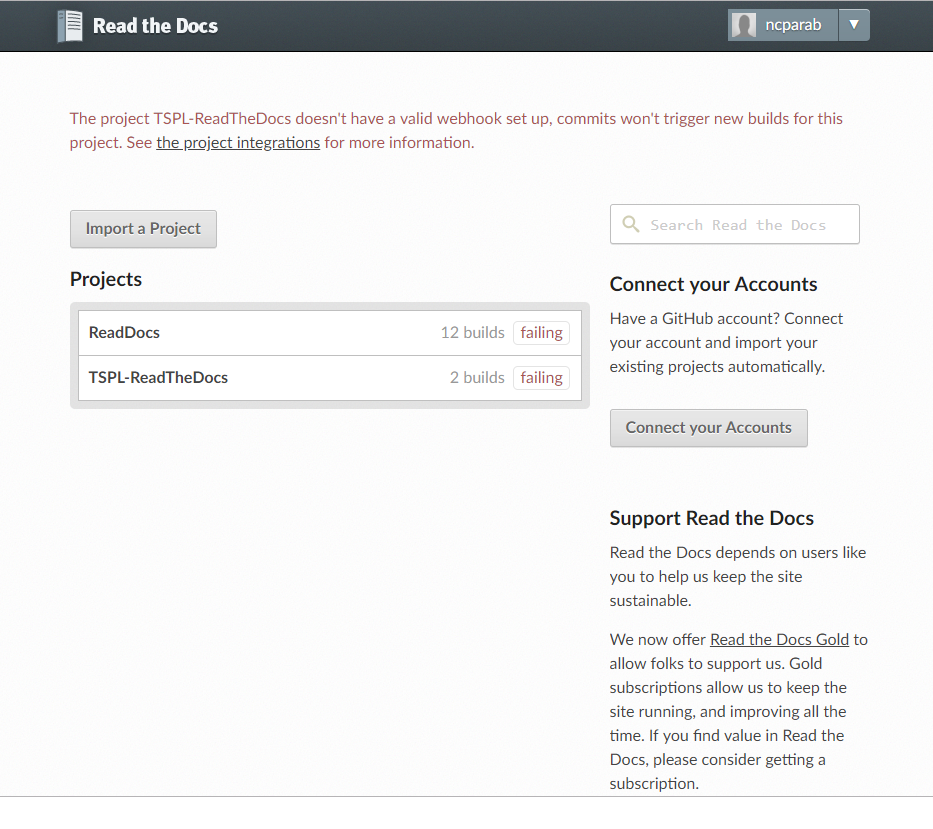 Read the Docs
ncparab ▼
The project TSPL-ReadTheDocs doesn't have a valid webhook set up, commits won't trigger new builds for this
project. See the project integrations for more information.
Import a Project
Projects
ReadDocs 12 builds failing
TSPL-ReadTheDocs 2 builds failing
Search Read the Docs
Connect your Accounts
Have a GitHub account? Connect
your account and import your
existing projects automatically.
Connect your Accounts
Support Read the Docs
Read the Docs depends on users like
you to help us keep the site
sustainable.
We now offer Read the Docs Gold to
allow folks to support us. Gold
subscriptions allow us to keep the
site running, and improving all the
time. If you find value in Read the
Docs, please consider getting a
subscription.